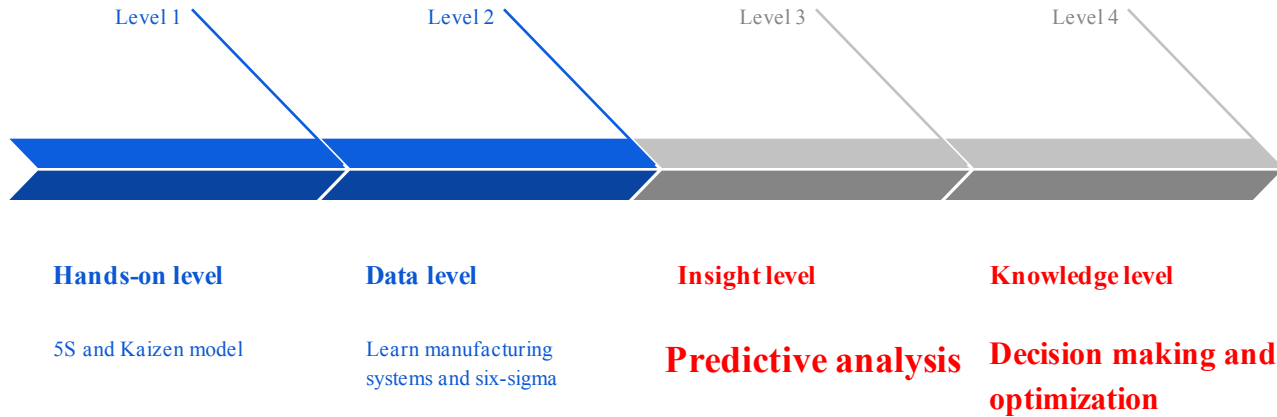 Level 1
Level 2
Level 3
Level 4
Hands-on level
Data level
Insight level
Knowledge level
5S and Kaizen model
Learn manufacturing
systems and six-sigma
Predictive analysis
Decision making and
optimization